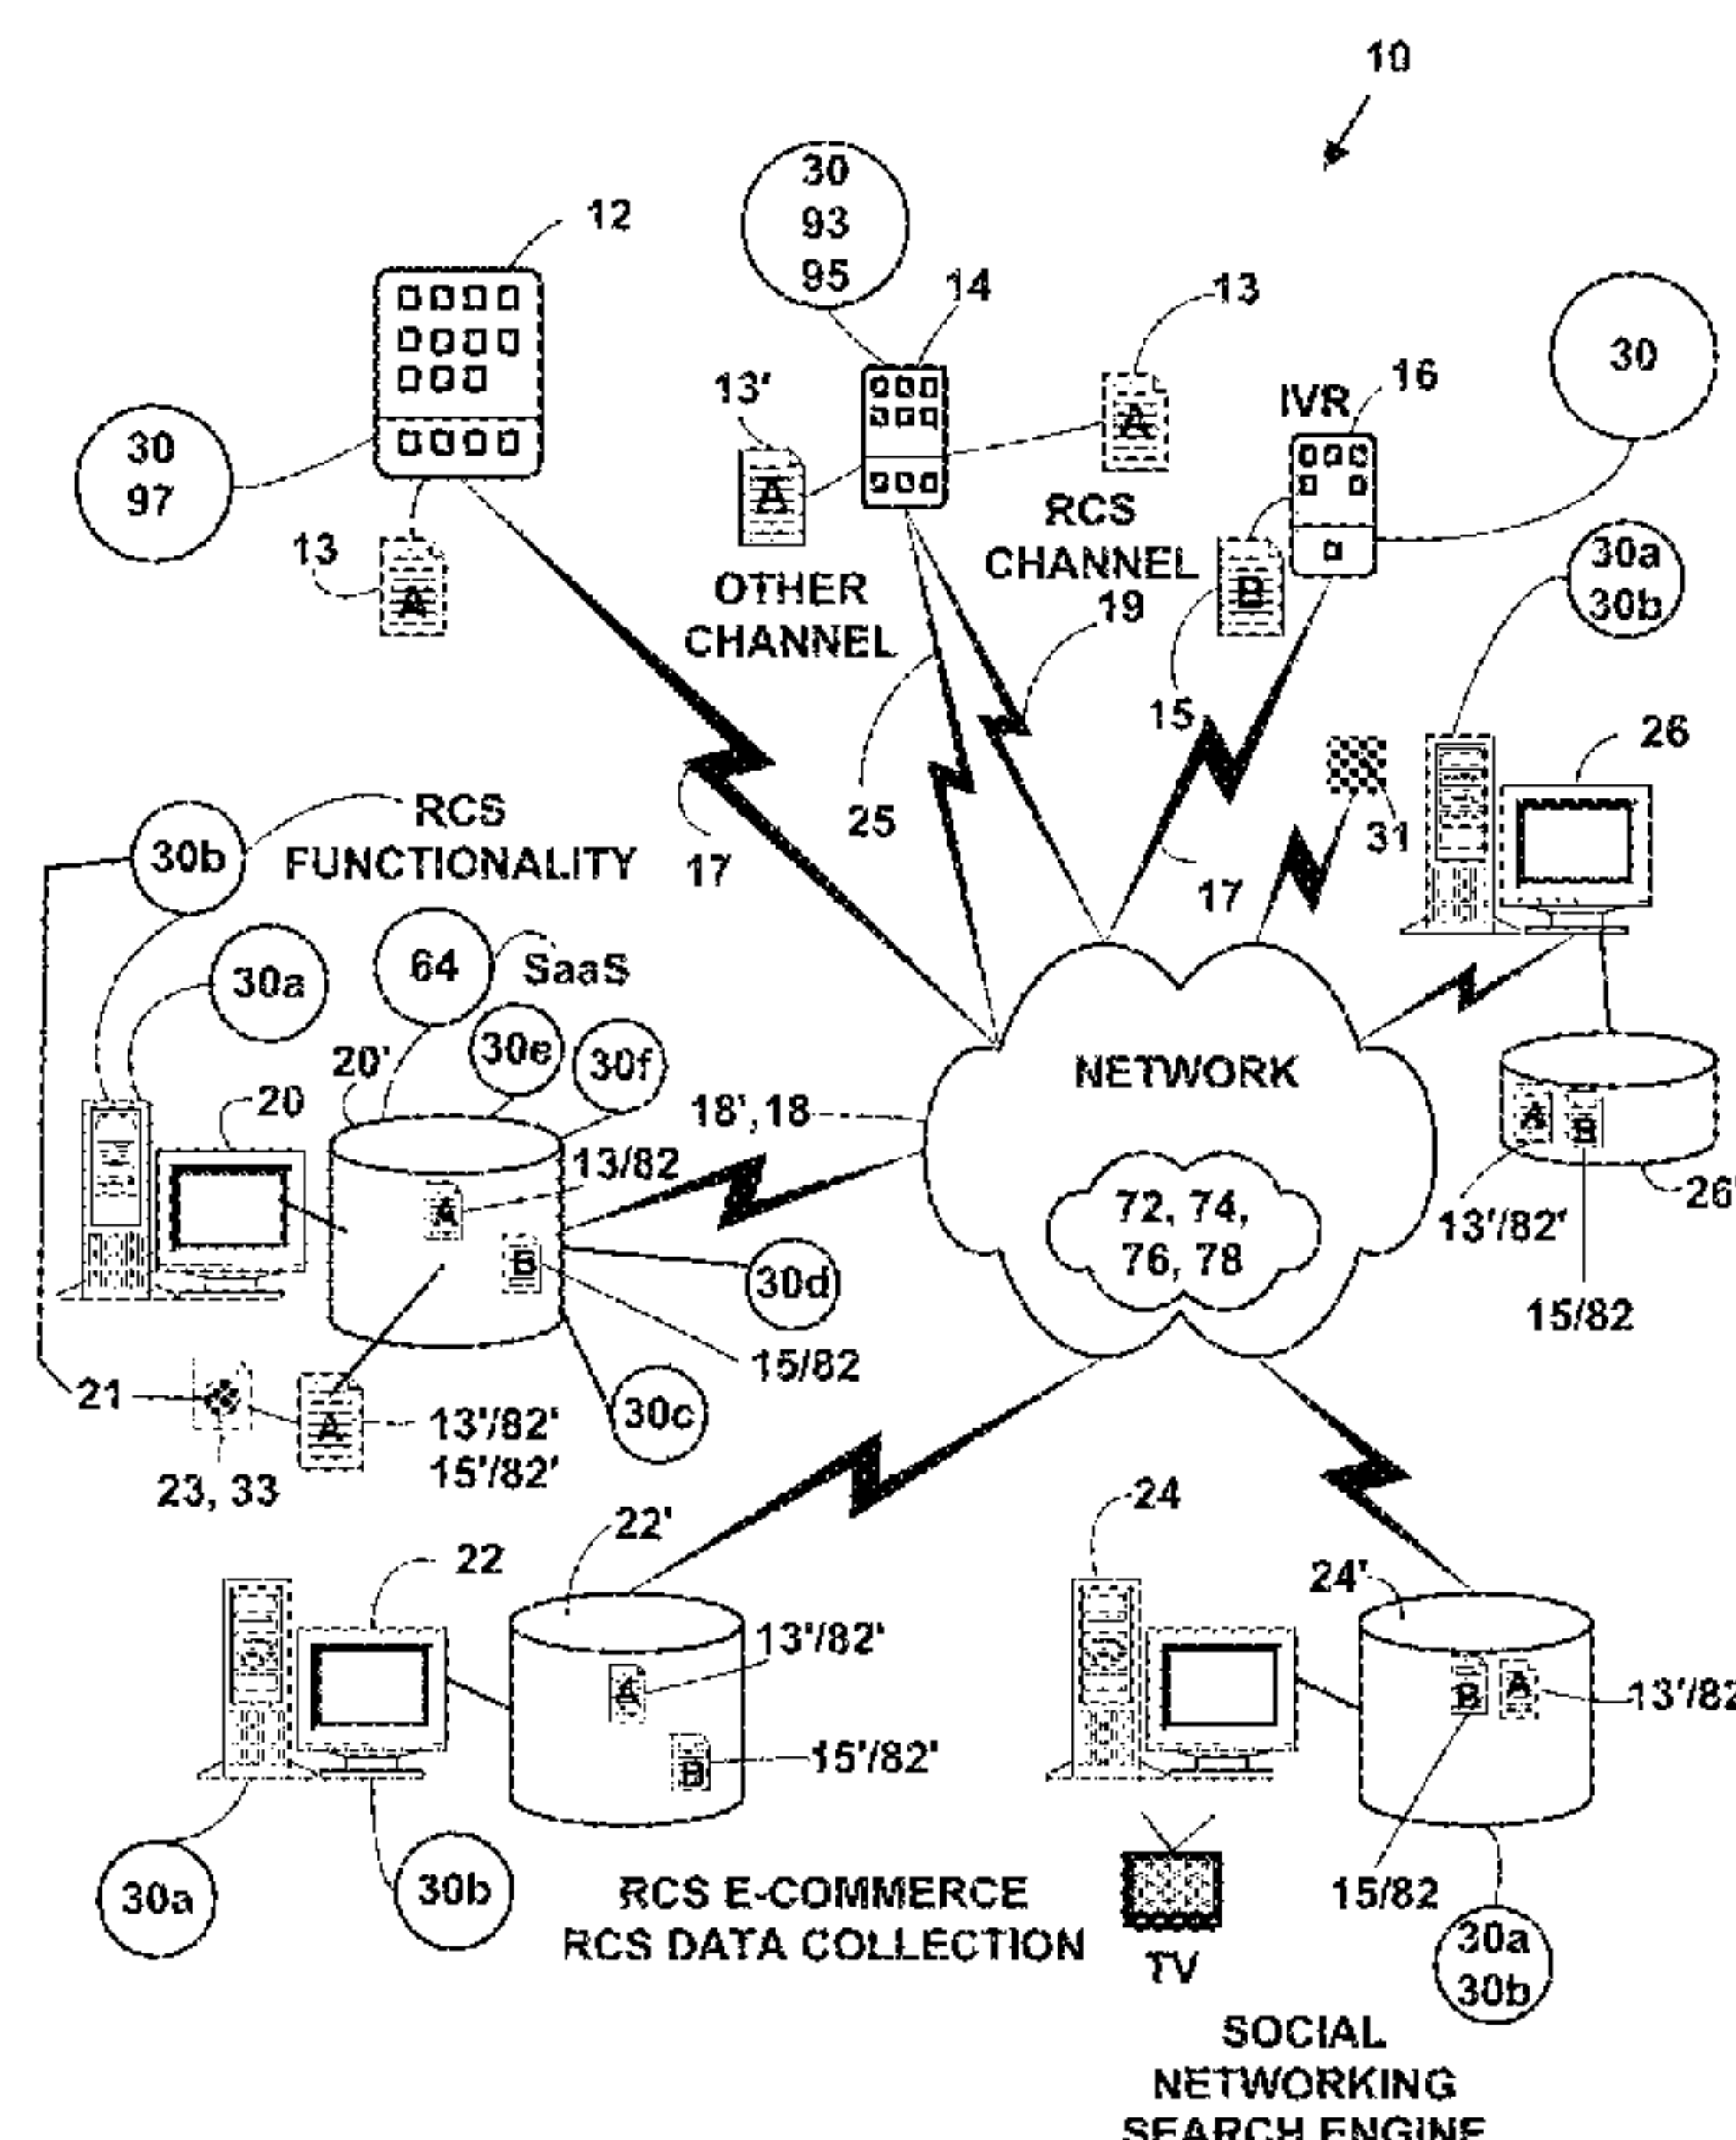 10
30
93
95
12
14
13
30
13'
A
A
IVR
16
30
97
13
A
RCS
CHANNEL
19
OTHER
CHANNEL
B
15
30a
30b
26
25
31
17
17
30b
RCS
FUNCTIONALITY
30a
64
SaaS
30e
30f
20'
20
NETWORK
18', 18
13/82
A
B
72, 74,
76, 78
30d
A
B
26'
13'/82'
15/82
15/82
30c
21
A
13'/82'
15'/82'
23, 33
22'
22
24
24'
13'/82'
A
15'/82'
B
B
A
13'/82
15/82
30a
30b
RCS E-COMMERCE
RCS DATA COLLECTION
TV
30a
30b
SOCIAL
NETWORKING
SEARCH ENGINE